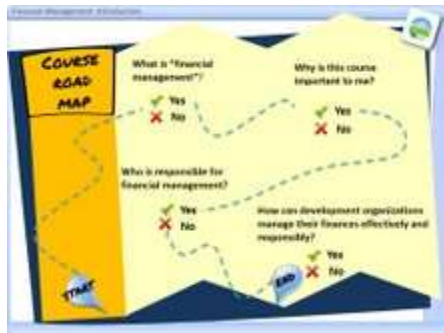 Financial Management: Introduction
COURSE
ROAD
MAP
What is "financial
management"?
Yes
No
Why is this course
important to me?
Yes
No
Who is responsible for
financial management?
Yes
No
How can development organizations
manage their finances effectively and
responsibly?
Yes
No
START
END